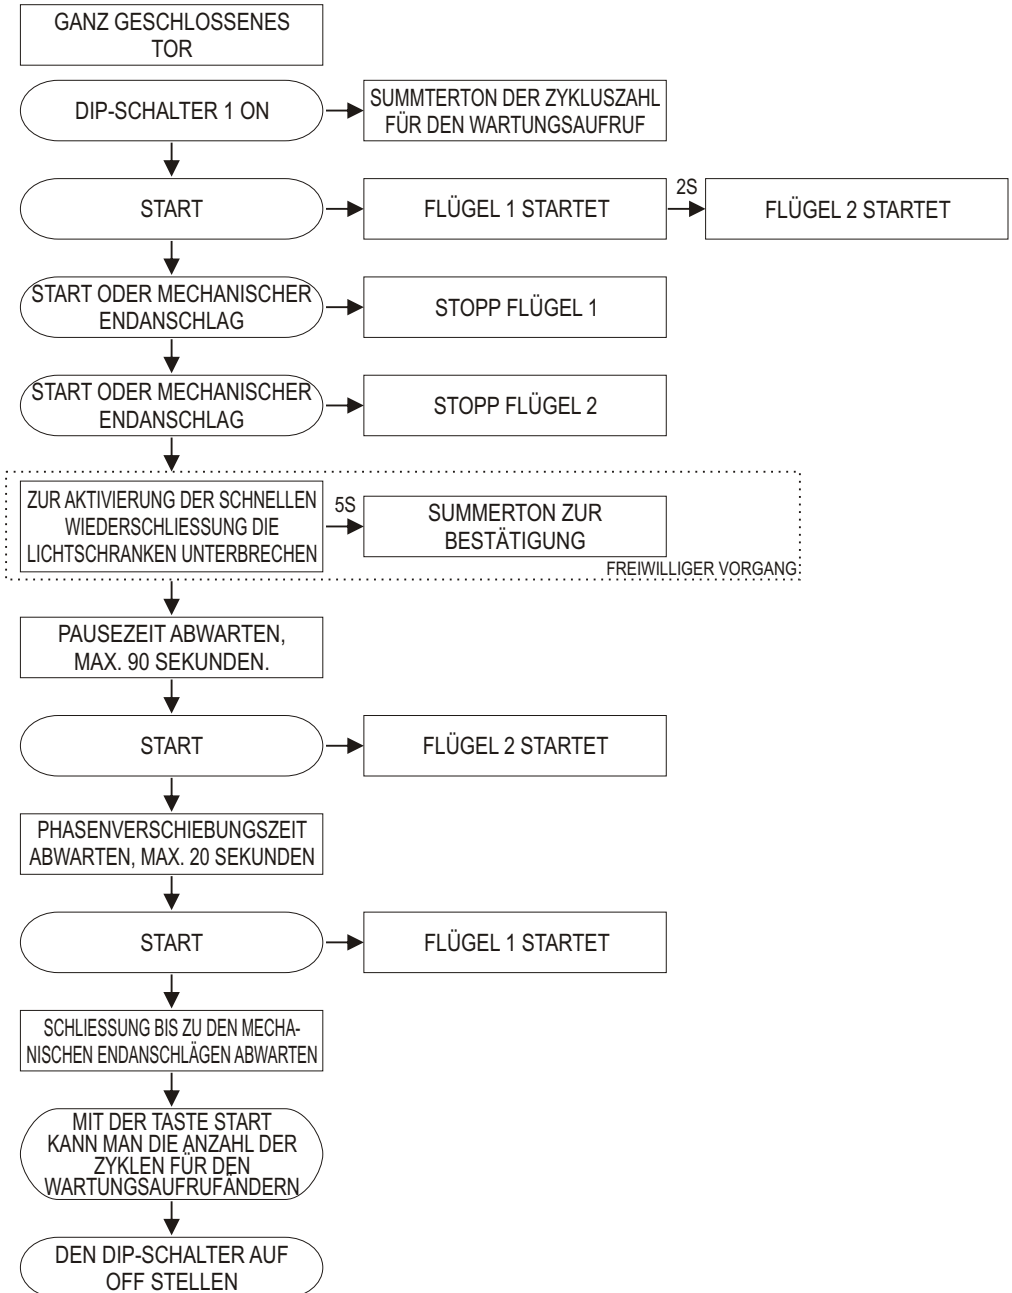 GANZ GESCHLOSSENES
TOR
DIP-SCHALTER 1 ON
SUMMTERTON DER ZYKLUSZAHL
FÜR DEN WARTUNGSAUFRUF
START
FLÜGEL 1 STARTET
2S
FLÜGEL 2 STARTET
START ODER MECHANISCHER
ENDANSCHLAG
STOPP FLÜGEL 1
START ODER MECHANISCHER
ENDANSCHLAG
STOPP FLÜGEL 2
ZUR AKTIVIERUNG DER SCHNELLEN
WIEDERSCHLIESSUNG DIE
LICHTSCHRANKEN UNTERBRECHEN
5S
SUMMERTON ZUR
BESTÄTIGUNG
FREIWILLIGER VORGANG
PAUSEZEIT ABWARTEN,
MAX. 90 SEKUNDEN.
START
FLÜGEL 2 STARTET
PHASENVERSCHIEBUNGSZEIT
ABWARTEN, MAX. 20 SEKUNDEN
START
FLÜGEL 1 STARTET
SCHLIESSUNG BIS ZU DEN MECHA-
NISCHEN ENDANSCHLÄGEN ABWARTEN
MIT DER TASTE START
KANN MAN DIE ANZAHL DER
ZYKLEN FÜR DEN
WARTUNGSAUFRUFÄNDERN
DEN DIP-SCHALTER AUF
OFF STELLEN